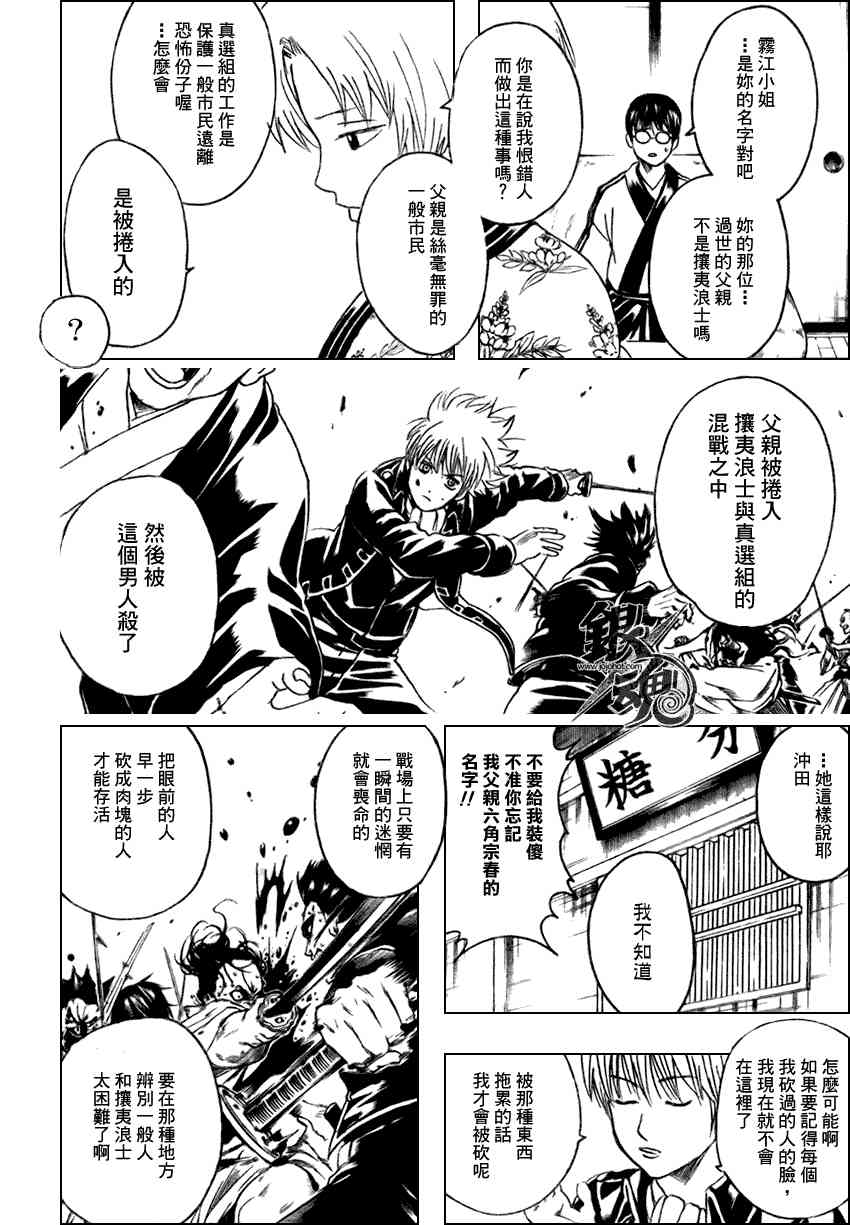 霧江小姐
…是妳的名字對吧
妳的那位…
過世的父親
不是攘夷浪士嗎
你是在說我恨錯人
而做出這種事嗎？
父親是絲毫無罪的
一般市民
真選組的工作是
保護一般市民遠離
恐怖份子喔
…怎麼會
是被捲入的
？
父親被捲入
攘夷浪士與真選組的
混戰之中
然後被
這個男人殺了
銀魂
www.jojohot.com
…她這樣說耶
沖田
糖分
不要給我裝傻
不准你忘記
我父親六角宗春的
名字!!
我不知道
怎麼可能啊
如果要記得每個
我砍過的人的臉，
我現在就不會
在這裡了
被那種東西
拖累的話
我才會被砍呢
戰場上只要有
一瞬間的迷惘
就會喪命的
把眼前的人
早一步
砍成肉塊的人
才能存活
要在那種地方
辨別一般人
和攘夷浪士
太困難了啊